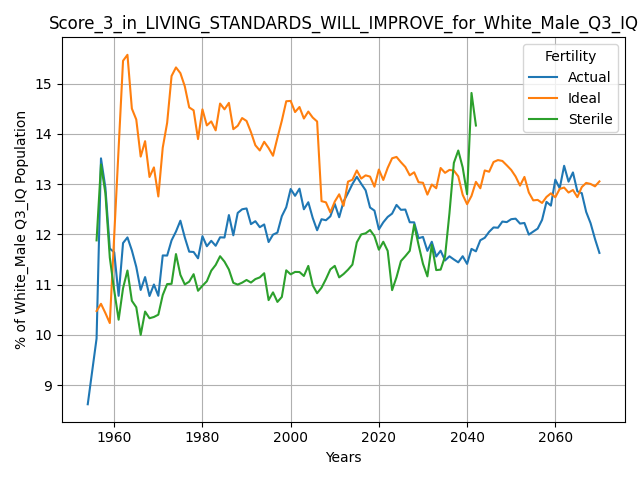 Score_3_in_LIVING_STANDARDS_WILL_IMPROVE_for_White_Male_Q3_IQ
Fertility
Actual
Ideal
Sterile
% of White_Male Q3_IQ Population
15
14
13
12
11
10
9
1960 1980 2000 2020 2040 2060
Years